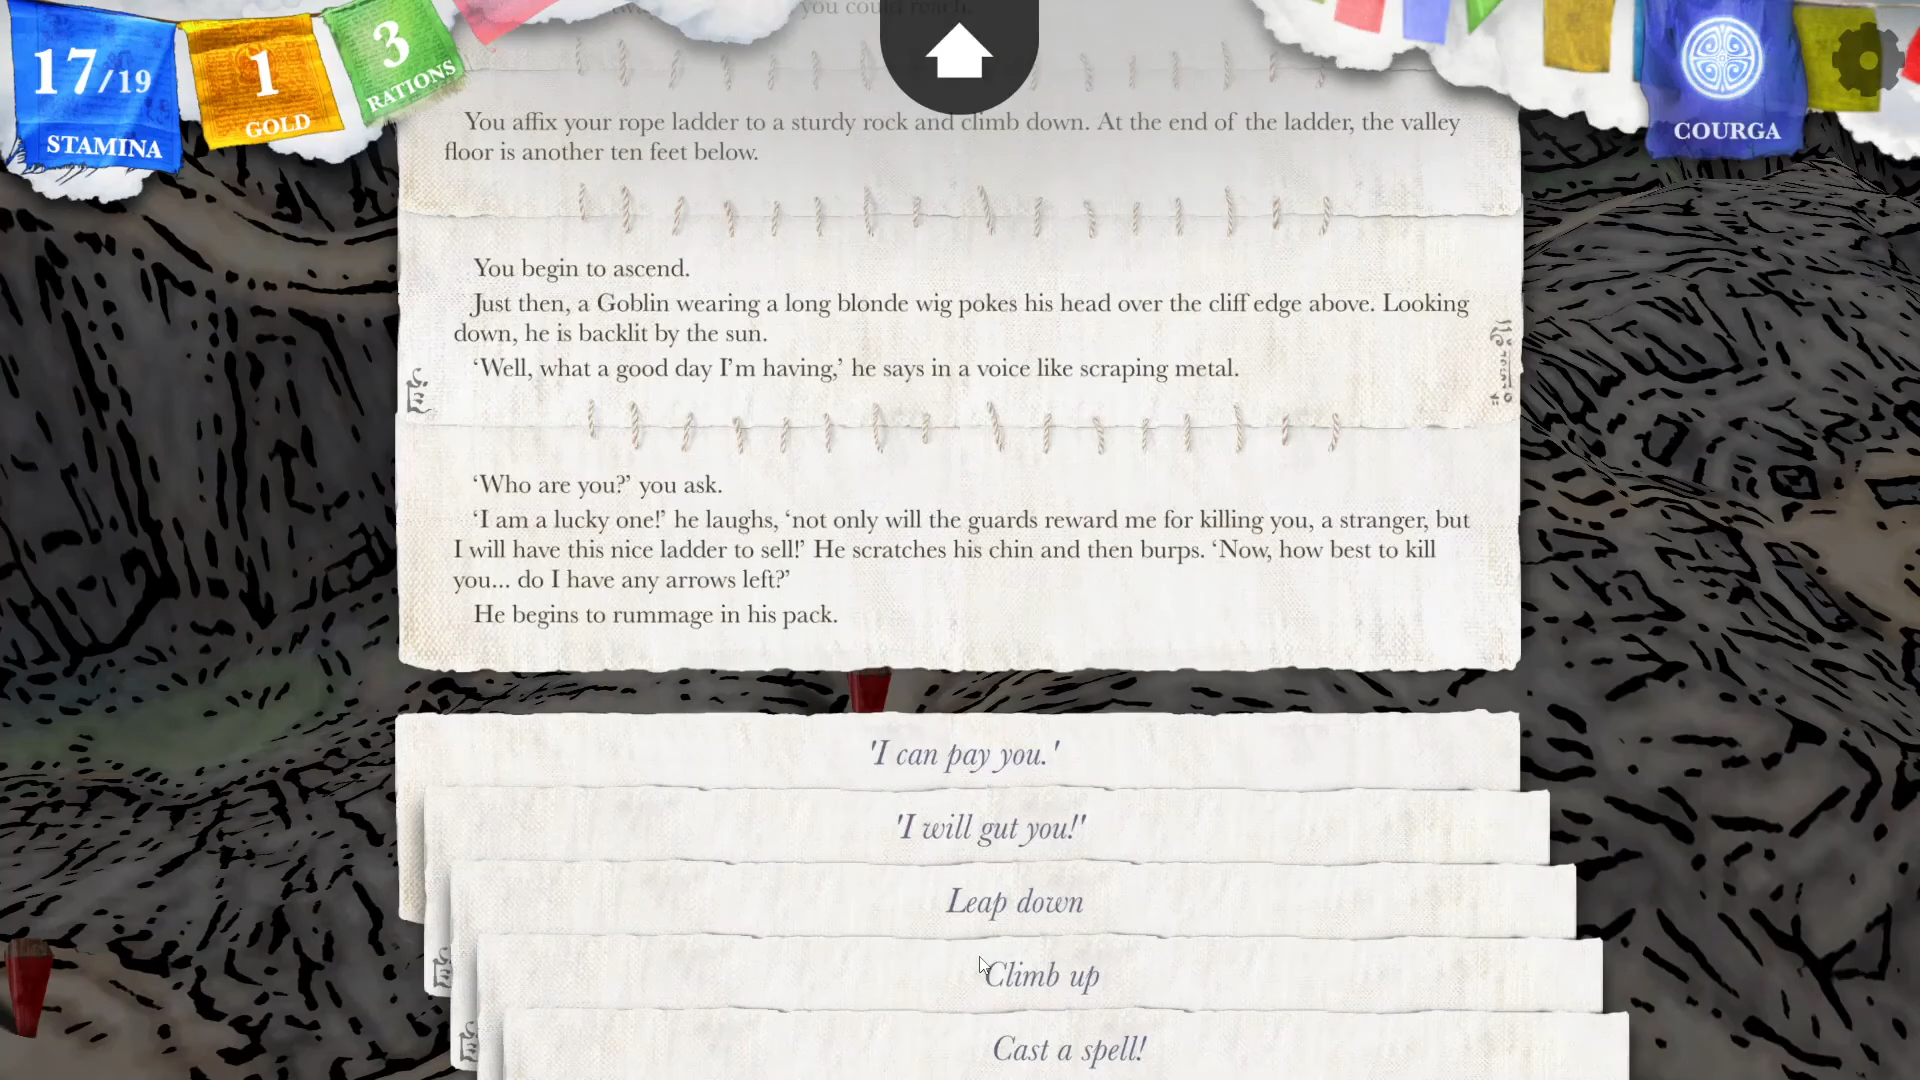 you could reach.
17/19
STAMINA
1
GOLD
3
RATIONS
COURGA
You affix your rope ladder to a sturdy rock and climb down. At the end of the ladder, the valley
floor is another ten feet below.
You begin to ascend.
Just then, a Goblin wearing a long blonde wig pokes his head over the cliff edge above. Looking
down, he is backlit by the sun.
‘Well, what a good day I’m having,’ he says in a voice like scraping metal.
‘Who are you?’ you ask.
‘I am a lucky one!’ he laughs, ‘not only will the guards reward me for killing you, a stranger, but
I will have this nice ladder to sell!’ He scratches his chin and then burps. ‘Now, how best to kill
you... do I have any arrows left?’
He begins to rummage in his pack.
'I can pay you.'
'I will gut you!'
Leap down
Climb up
Cast a spell!